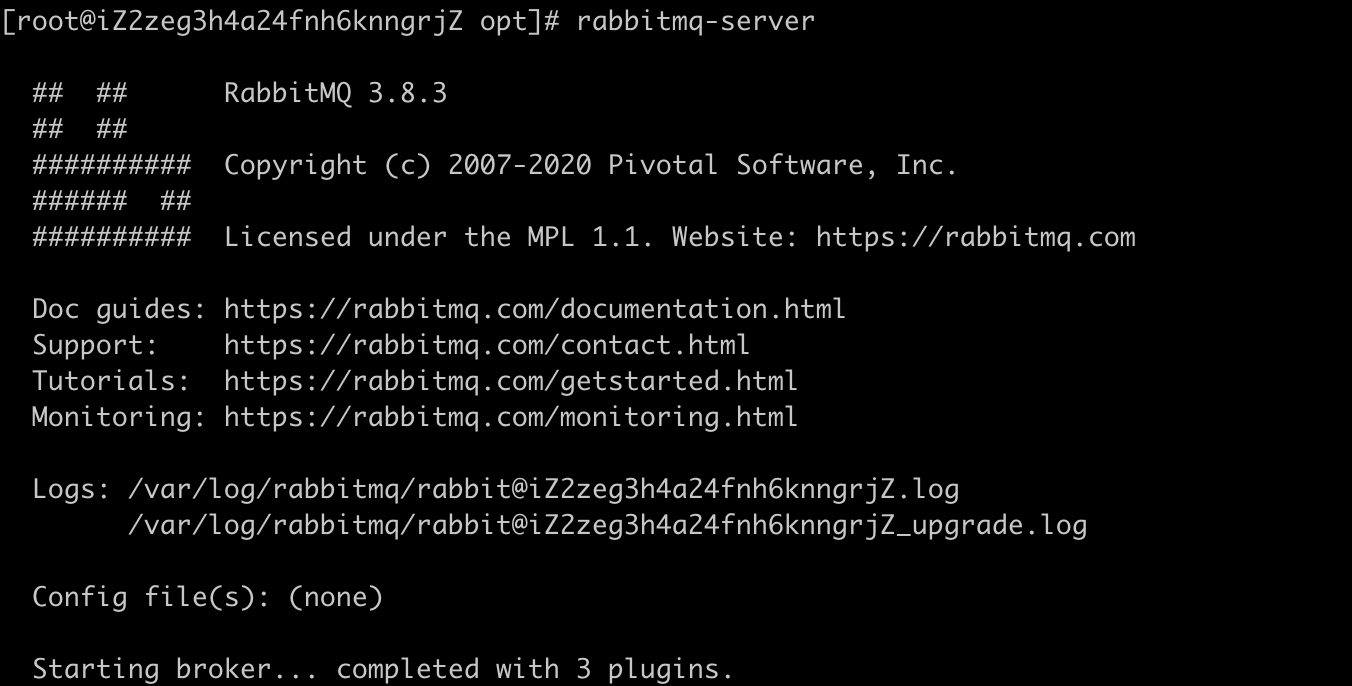 [root@iZ2zeg3h4a24fnh6knngrjZ opt]# rabbitmq-server
##  ##      RabbitMQ 3.8.3
##  ##
##########  Copyright (c) 2007-2020 Pivotal Software, Inc.
######  ##
##########  Licensed under the MPL 1.1. Website: https://rabbitmq.com
Doc guides: https://rabbitmq.com/documentation.html
Support:    https://rabbitmq.com/contact.html
Tutorials:  https://rabbitmq.com/getstarted.html
Monitoring: https://rabbitmq.com/monitoring.html
Logs: /var/log/rabbitmq/rabbit@iZ2zeg3h4a24fnh6knngrjZ.log
/var/log/rabbitmq/rabbit@iZ2zeg3h4a24fnh6knngrjZ_upgrade.log
Config file(s): (none)
Starting broker... completed with 3 plugins.